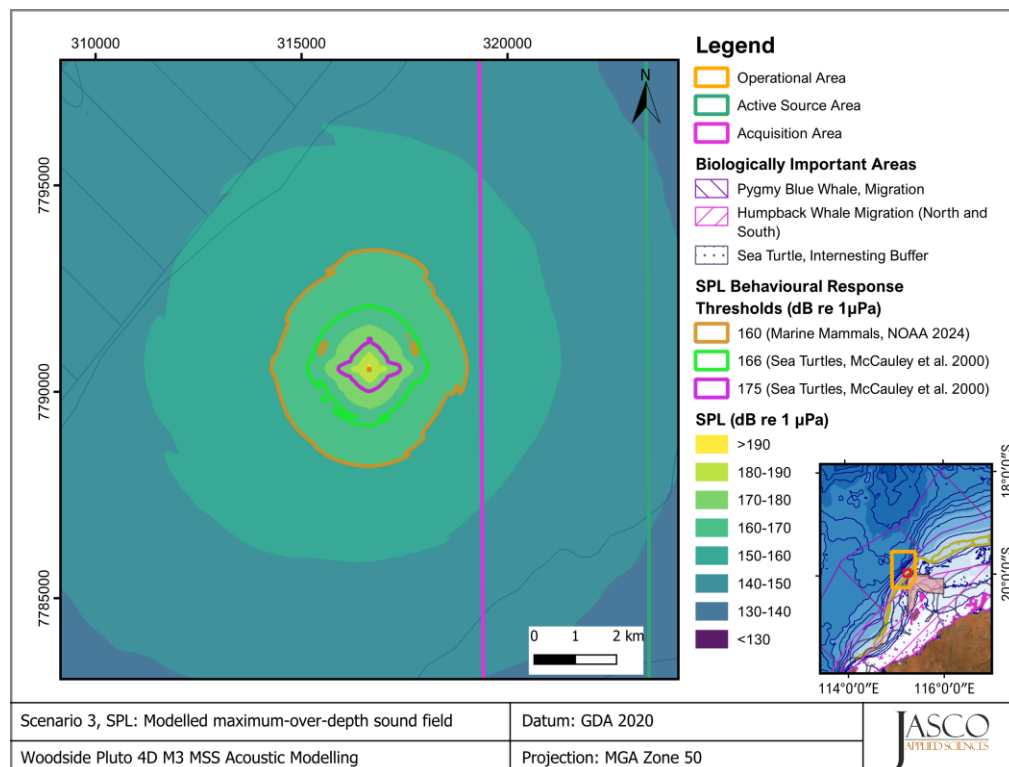 310000 315000 320000
7795000
7790000
7785000
N
0 1 2 km
Legend
Operational Area
Active Source Area
Acquisition Area
Biologically Important Areas
Pygmy Blue Whale, Migration
Humpback Whale Migration (North and
South)
Sea Turtle, Internesting Buffer
SPL Behavioural Response
Thresholds (dB re 1μPa)
160 (Marine Mammals, NOAA 2024)
166 (Sea Turtles, McCauley et al. 2000)
175 (Sea Turtles, McCauley et al. 2000)
SPL (dB re 1 μPa)
>190
180-190
170-180
160-170
150-160
140-150
130-140
<130
18°0′0″S
20°0′0″S
114°0′0″E 116°0′0″E
Scenario 3, SPL: Modelled maximum-over-depth sound field
Datum: GDA 2020
Woodside Pluto 4D M3 MSS Acoustic Modelling
Projection: MGA Zone 50
JASCO
APPLIED SCIENCES